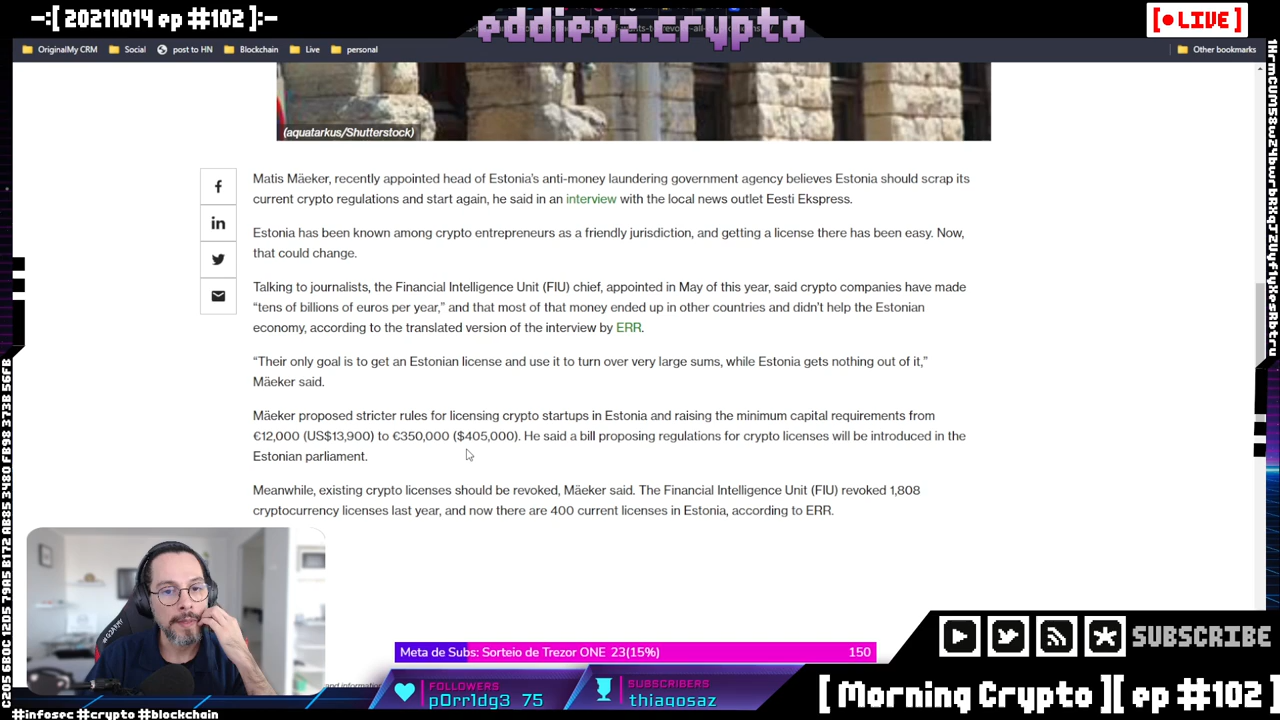 -:[ 20211014 ep #102 ]:-
eddieoz.crypto
[● LIVE ]
OriginalMy CRM
Social
post to HN
Blockchain
Live
personal
Other bookmarks
(aquatarkus/Shutterstock)
Matis Mäeker, recently appointed head of Estonia's anti-money laundering government agency believes Estonia should scrap its
current crypto regulations and start again, he said in an interview with the local news outlet Eesti Ekspress.
Estonia has been known among crypto entrepreneurs as a friendly jurisdiction, and getting a license there has been easy. Now,
that could change.
Talking to journalists, the Financial Intelligence Unit (FIU) chief, appointed in May of this year, said crypto companies have made
“tens of billions of euros per year,” and that most of that money ended up in other countries and didn’t help the Estonian
economy, according to the translated version of the interview by ERR.
“Their only goal is to get an Estonian license and use it to turn over very large sums, while Estonia gets nothing out of it,”
Mäeker said.
Mäeker proposed stricter rules for licensing crypto startups in Estonia and raising the minimum capital requirements from
€12,000 (US$13,900) to €350,000 ($405,000). He said a bill proposing regulations for crypto licenses will be introduced in the
Estonian parliament.
Meanwhile, existing crypto licenses should be revoked, Mäeker said. The Financial Intelligence Unit (FIU) revoked 1,808
cryptocurrency licenses last year, and now there are 400 current licenses in Estonia, according to ERR.
Meta de Subs: Sorteio de Trezor ONE 23(15%)
150
SUBSCRIBE
FOLLOWERS
p0rr1dg3_75
SUBSCRIBERS
thiagosaz
[ Morning Crypto ][ ep #102 ]
#infosec #crypto #blockchain